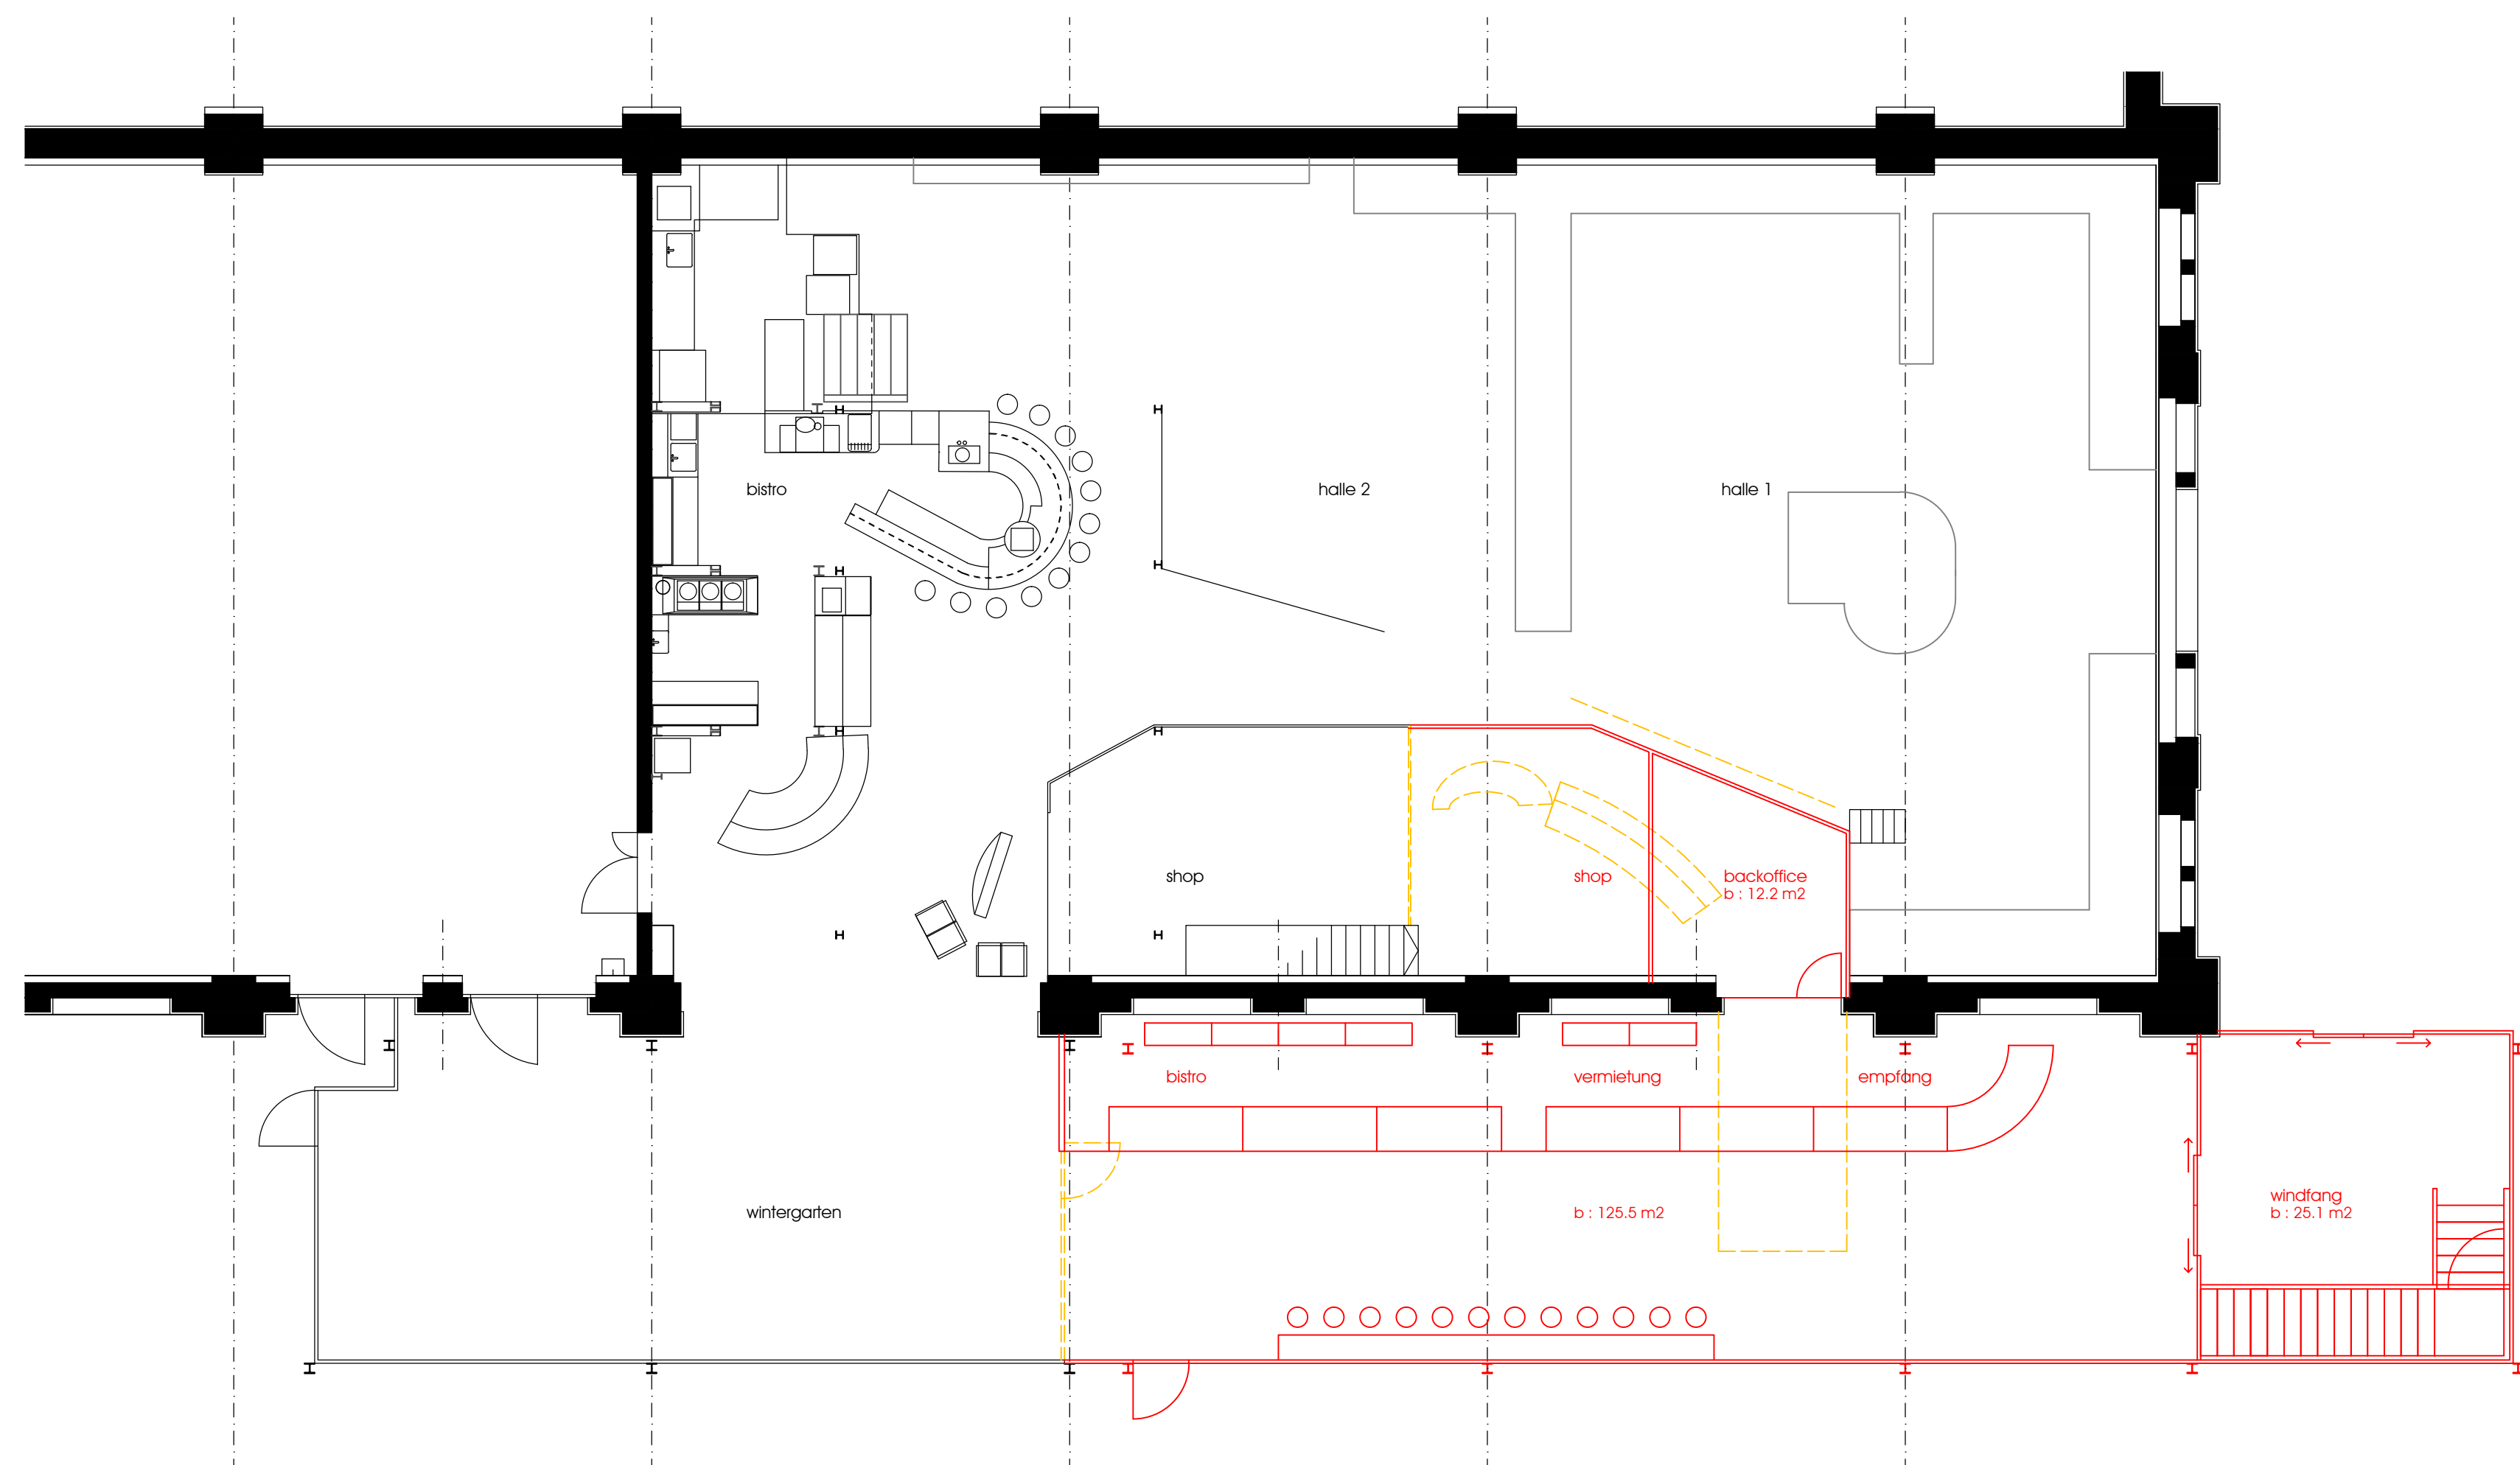 bistro
halle 2
halle 1
shop
shop
backoffice
b : 12.2 m2
bistro
vermietung
empfang
wintergarten
b : 125.5 m2
windfang
b : 25.1 m2